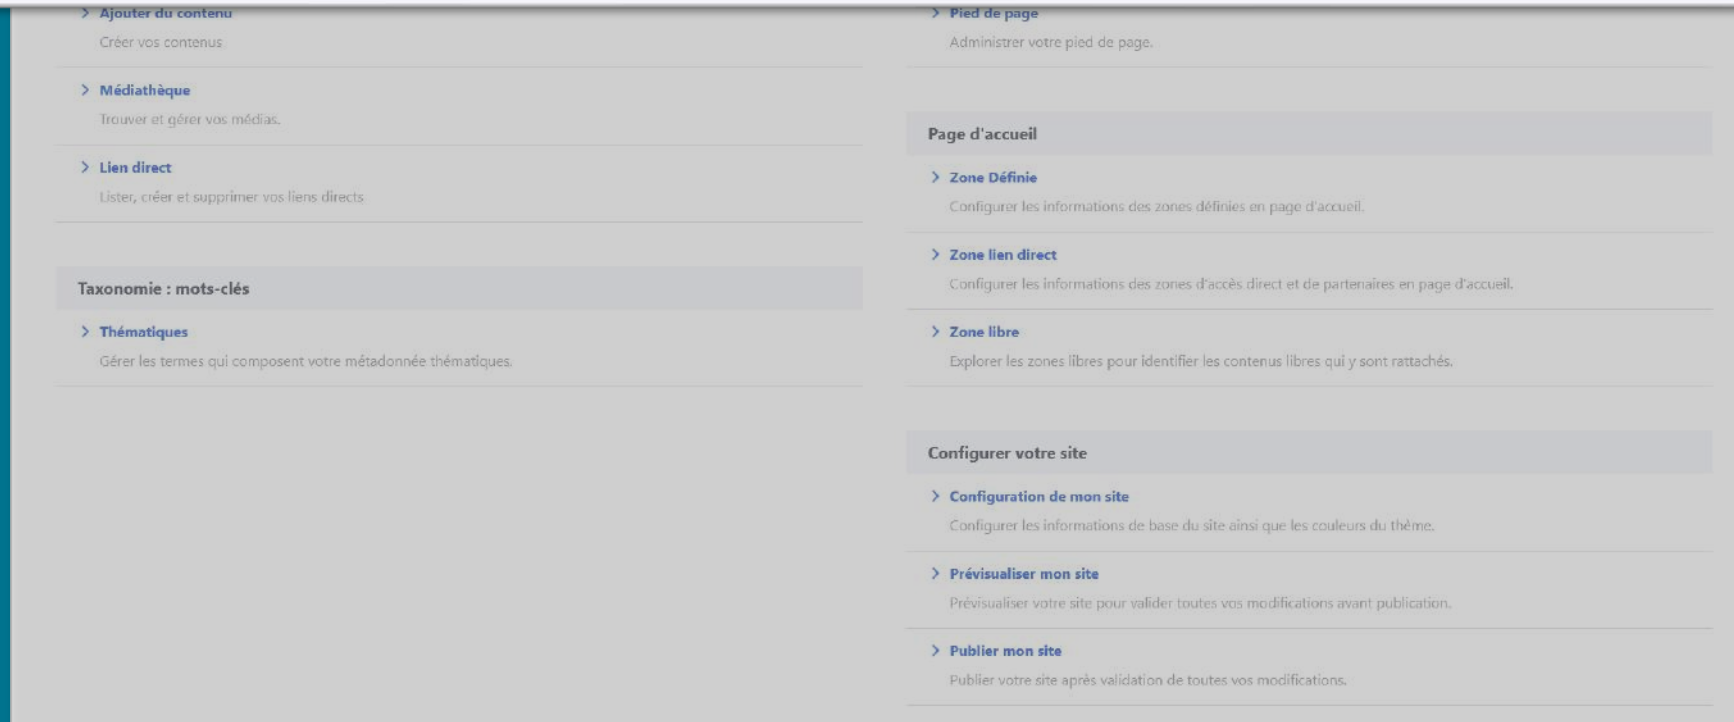 Ajouter du contenu
Créer vos contenus
Médiathèque
Trouver et gérer vos médias.
Lien direct
Lister, créer et supprimer vos liens directs
Taxonomie : mots-clés
Thématiques
Gérer les termes qui composent votre métadonnée thématiques.
Pied de page
Administrer votre pied de page.
Page d'accueil
Zone Définie
Configurer les informations des zones définies en page d'accueil.
Zone lien direct
Configurer les informations des zones d'accès direct et de partenaires en page d'accueil.
Zone libre
Explorer les zones libres pour identifier les contenus libres qui y sont rattachés.
Configurer votre site
Configuration de mon site
Configurer les informations de base du site ainsi que les couleurs du thème.
Prévisualiser mon site
Prévisualiser votre site pour valider toutes vos modifications avant publication.
Publier mon site
Publier votre site après validation de toutes vos modifications.